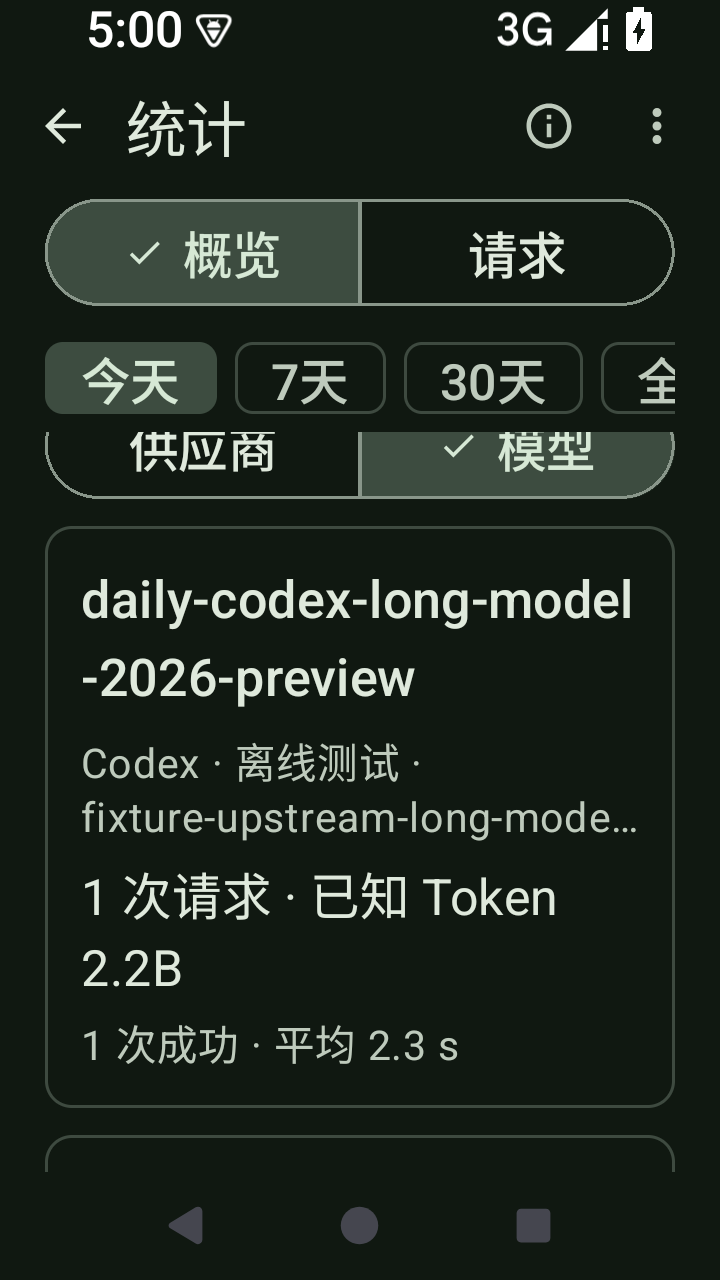 5:00 3G
统计
概览 请求
今天 7天 30天 全
供应商 模型
daily-codex-long-model
-2026-preview
Codex · 离线测试 ·
fixture-upstream-long-mode…
1 次请求 · 已知 Token
2.2B
1 次成功 · 平均 2.3 s